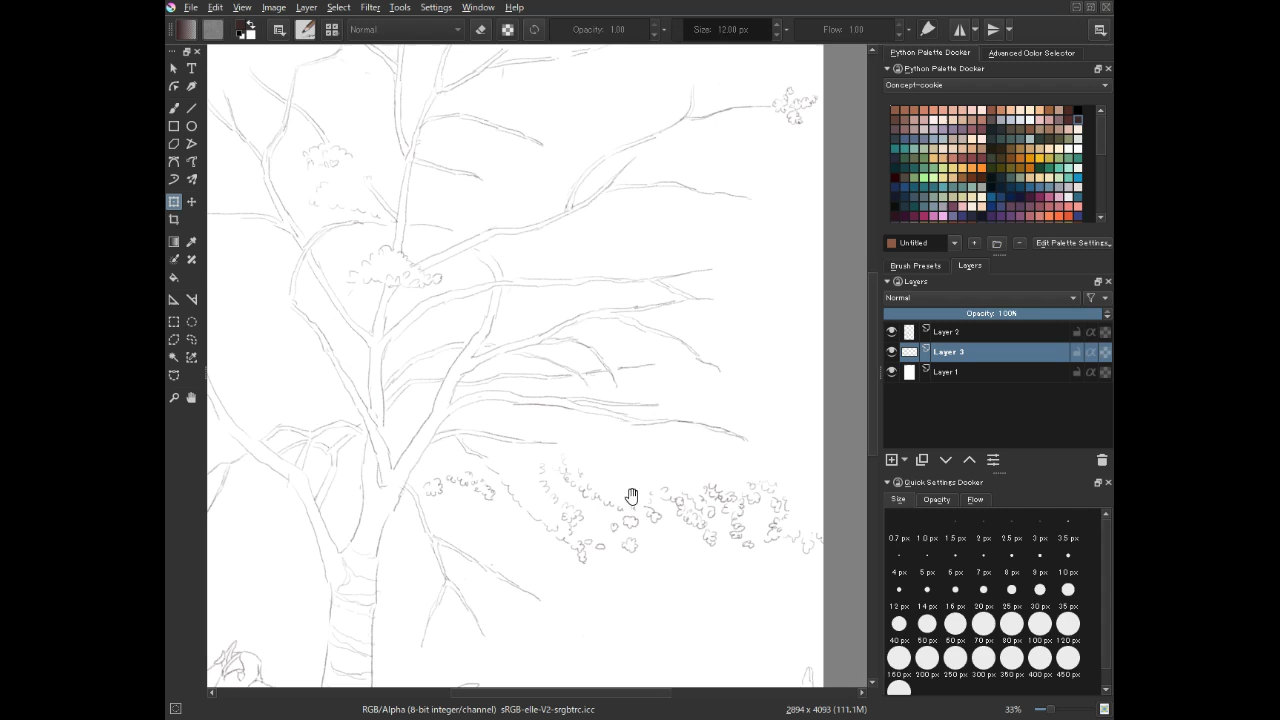 File Edit View Image Layer Select Filter Tools Settings Window Help
Normal Opacity: 1.00 Size: 12.00 px Flow: 1.00
Python Palette Docker Advanced Color Selector
Python Palette Docker
Concept-cookie
Untitled Edit Palette Settings
Brush Presets Layers
Layers
Normal
Opacity: 100%
Layer 2
Layer 3
Layer 1
Quick Settings Docker
Size Opacity Flow
0.7 px 1.0 px 1.5 px 2 px 2.5 px 3 px 3.5 px
4 px 5 px 6 px 7 px 8 px 9 px 10 px
12 px 14 px 16 px 20 px 25 px 30 px 35 px
40 px 50 px 60 px 70 px 80 px 100 px 120 px
160 px 200 px 250 px 300 px 350 px 400 px 450 px
RGB/Alpha (8-bit integer/channel) sRGB-elle-V2-srgbtrc.icc 2894 x 4093 (111.1M) 33%